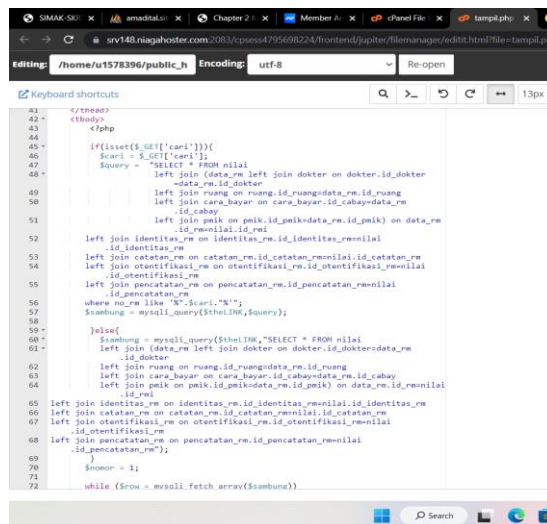 SIMAK-SKR
amadital.sit
Chapter 2
Member Ar
cPanel File
tampil.php
srv148.niagahoster.com:2083/cpsess4795698224/frontend/jupiter/filemanager/editit.html?file=tampil.p
Editing: /home/u1578396/public_h Encoding: utf-8 Re-open
Keyboard shortcuts 13px
41 </thead>
42 <tbody>
43 <?php
44
45 if(isset($_GET['cari'])){
46 $cari = $_GET['cari'];
47 $query = "SELECT * FROM nilai
48 left join (data_rm left join dokter on dokter.id_dokter
=data_rm.id_dokter
49 left join ruang on ruang.id_ruang=data_rm.id_ruang
50 left join cara_bayar on cara_bayar.id_cabay=data_rm
.id_cabay
51 left join pmik on pmik.id_pmik=data_rm.id_pmik) on data_rm
.id_rm=nilai.id_rmi
52 left join identitas_rm on identitas_rm.id_identitas_rm=nilai
.id_identitas_rm
53 left join catatan_rm on catatan_rm.id_catatan_rm=nilai.id_catatan_rm
54 left join otentifikasi_rm on otentifikasi_rm.id_otentifikasi_rm=nilai
.id_otentifikasi_rm
55 left join pencatatan_rm on pencatatan_rm.id_pencatatan_rm=nilai
.id_pencatatan_rm
56 where no_rm like '%".$cari."%'";
57 $sambung = mysqli_query($theLINK,$query);
58
59 }else{
60 $sambung = mysqli_query($theLINK,"SELECT * FROM nilai
61 left join (data_rm left join dokter on dokter.id_dokter=data_rm
.id_dokter
62 left join ruang on ruang.id_ruang=data_rm.id_ruang
63 left join cara_bayar on cara_bayar.id_cabay=data_rm.id_cabay
64 left join pmik on pmik.id_pmik=data_rm.id_pmik) on data_rm.id_rm=nilai
.id_rmi
65 left join identitas_rm on identitas_rm.id_identitas_rm=nilai.id_identitas_rm
66 left join catatan_rm on catatan_rm.id_catatan_rm=nilai.id_catatan_rm
67 left join otentifikasi_rm on otentifikasi_rm.id_otentifikasi_rm=nilai
.id_otentifikasi_rm
68 left join pencatatan_rm on pencatatan_rm.id_pencatatan_rm=nilai
.id_pencatatan_rm");
69 }
70 $nomor = 1;
71
72 while ($row = mysqli_fetch_array($sambung))
Search